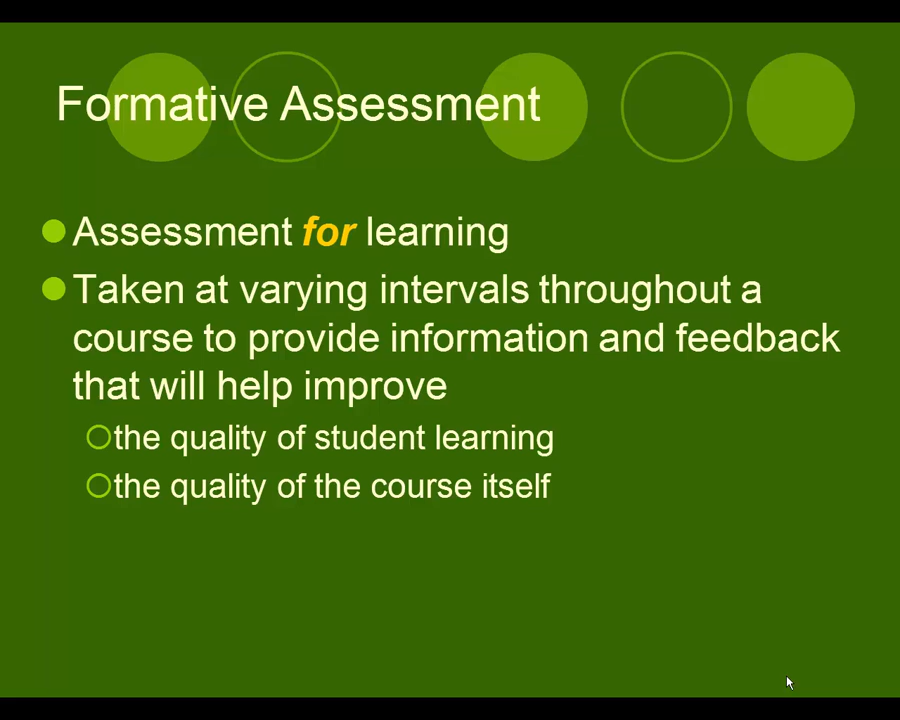 Formative Assessment
Assessment for learning
Taken at varying intervals throughout a
course to provide information and feedback
that will help improve
the quality of student learning
the quality of the course itself